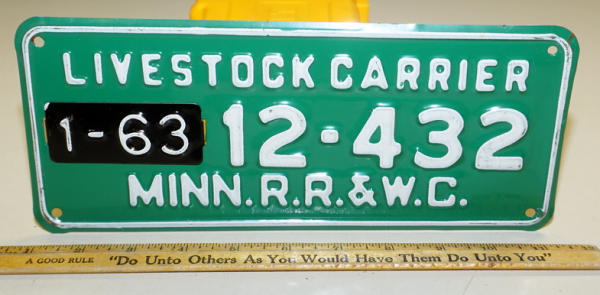 LIVESTOCK CARRIER
1-63 12·432
MINN.R.R.&W.C.
A GOOD RULE "Do Unto Others As You Would Have Them Do Unto You"